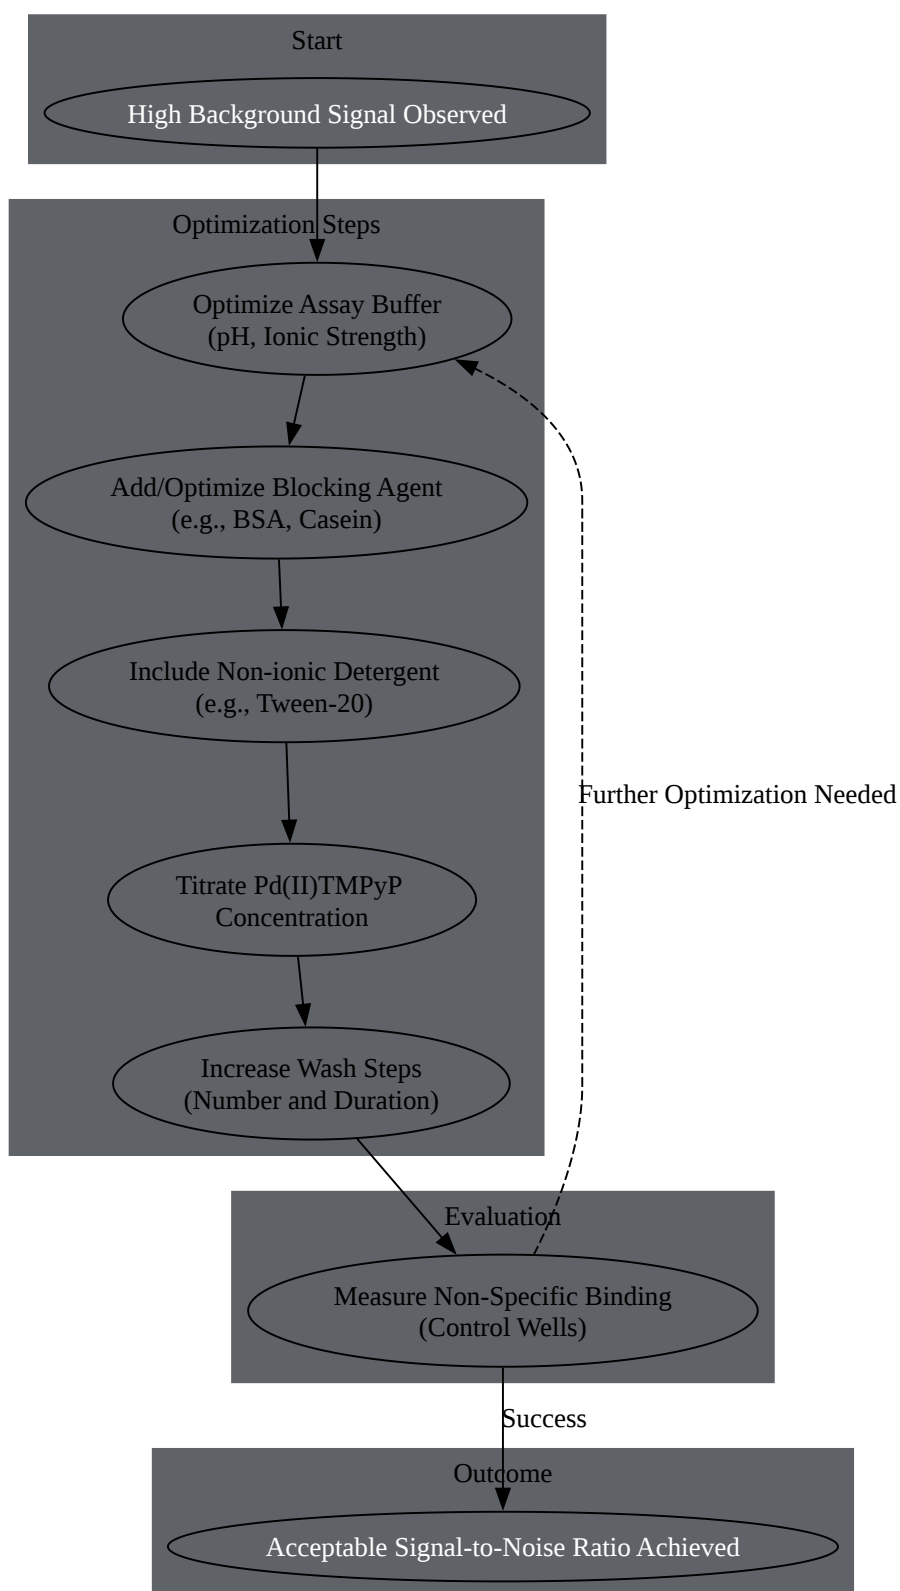 Start
High Background Signal Observed
Optimization Steps
Optimize Assay Buffer
(pH, Ionic Strength)
Add/Optimize Blocking Agent
(e.g., BSA, Casein)
Include Non-ionic Detergent
(e.g., Tween-20)
Further Optimization Needed
Titrate Pd(II)TMPyP
Concentration
Increase Wash Steps
(Number and Duration)
Evaluation
Measure Non-Specific Binding
(Control Wells)
Success
Outcome
Acceptable Signal-to-Noise Ratio Achieved